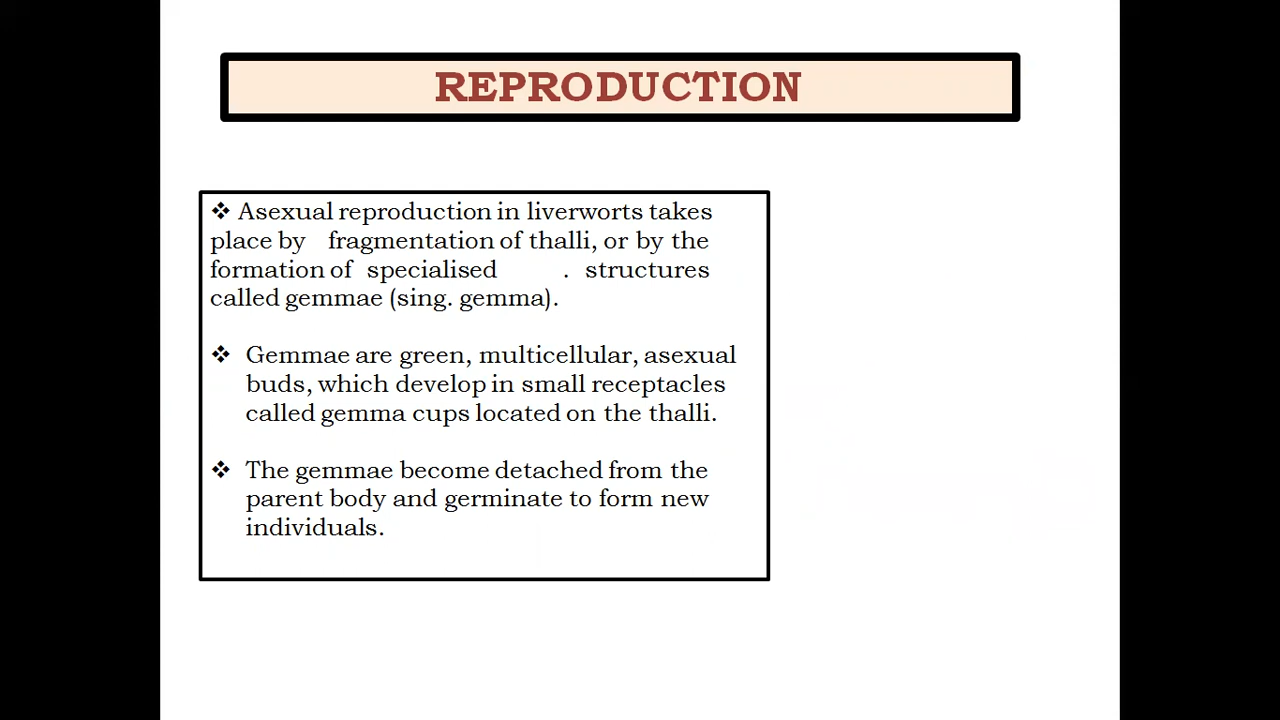 REPRODUCTION
❖ Asexual reproduction in liverworts takes
place by fragmentation of thalli, or by the
formation of specialised . structures
called gemmae (sing. gemma).
❖ Gemmae are green, multicellular, asexual
buds, which develop in small receptacles
called gemma cups located on the thalli.
❖ The gemmae become detached from the
parent body and germinate to form new
individuals.